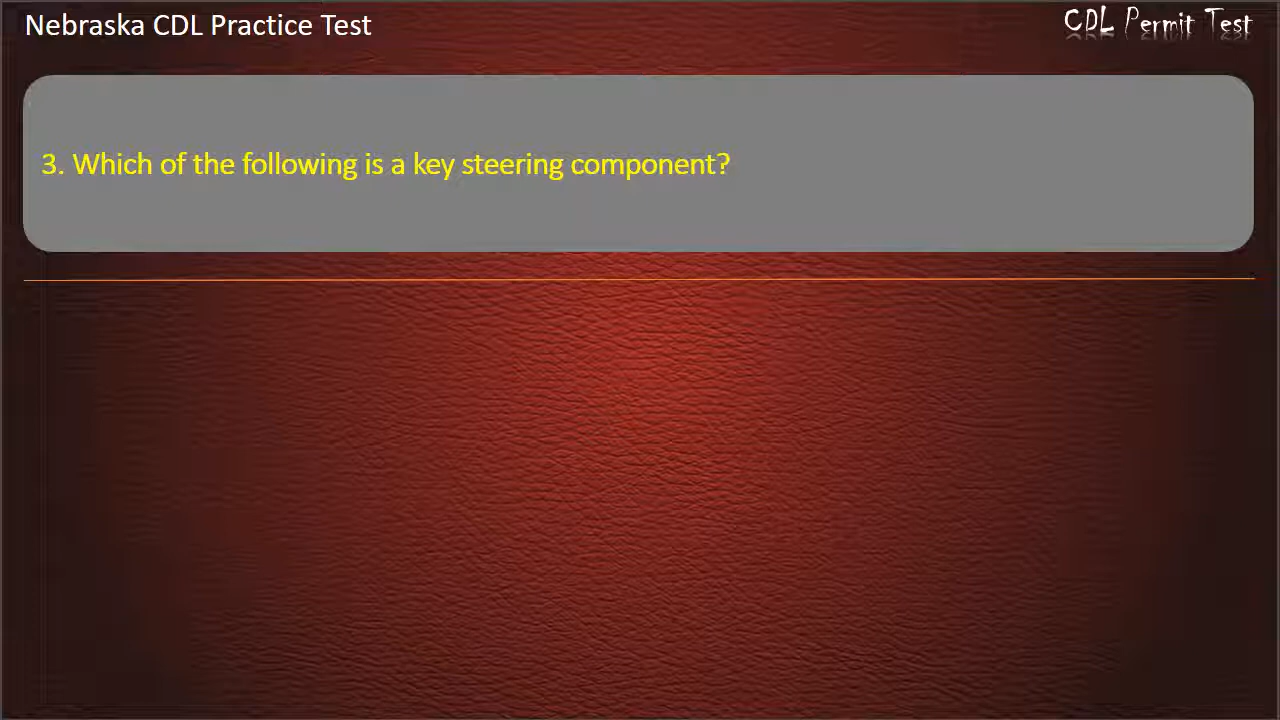 Nebraska CDL Practice Test
CDL Permit Test
3. Which of the following is a key steering component?